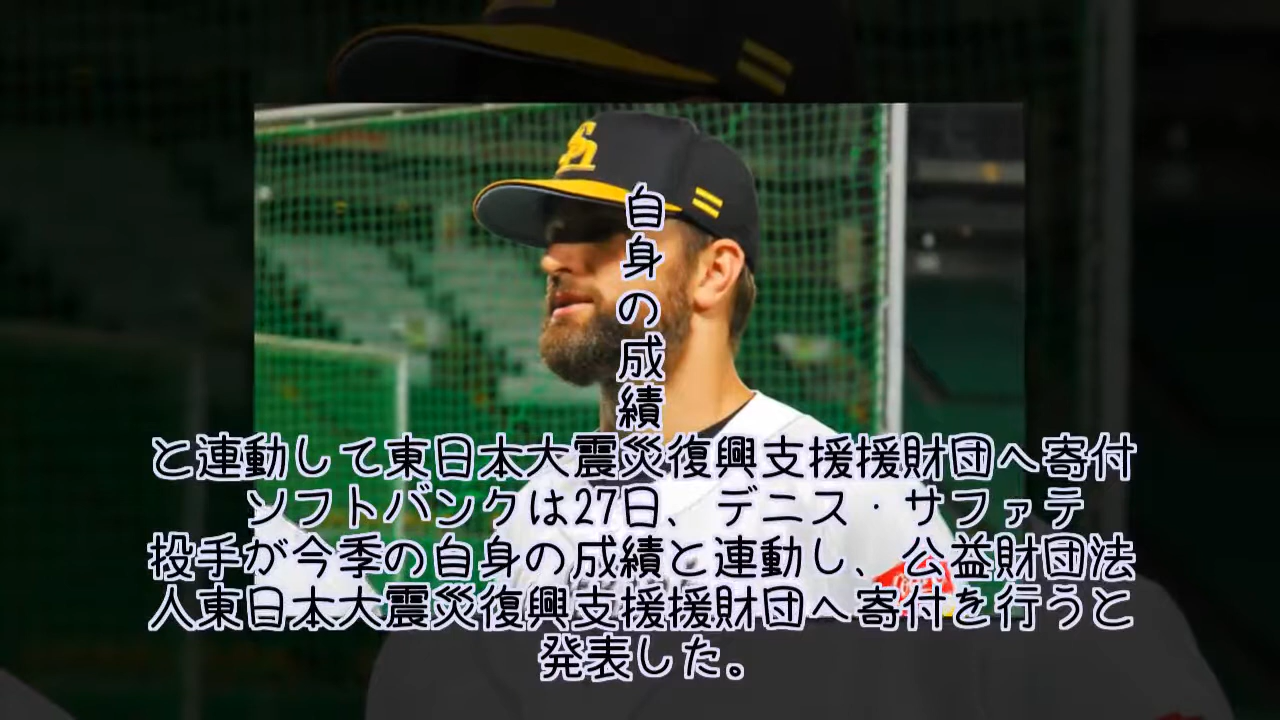 自
身
の
成
績
と連動して東日本大震災復興支援援財団へ寄付
ソフトバンクは27日、デニス・サファテ
投手が今季の自身の成績と連動し、公益財団法
人東日本大震災復興支援援財団へ寄付を行うと
発表した。